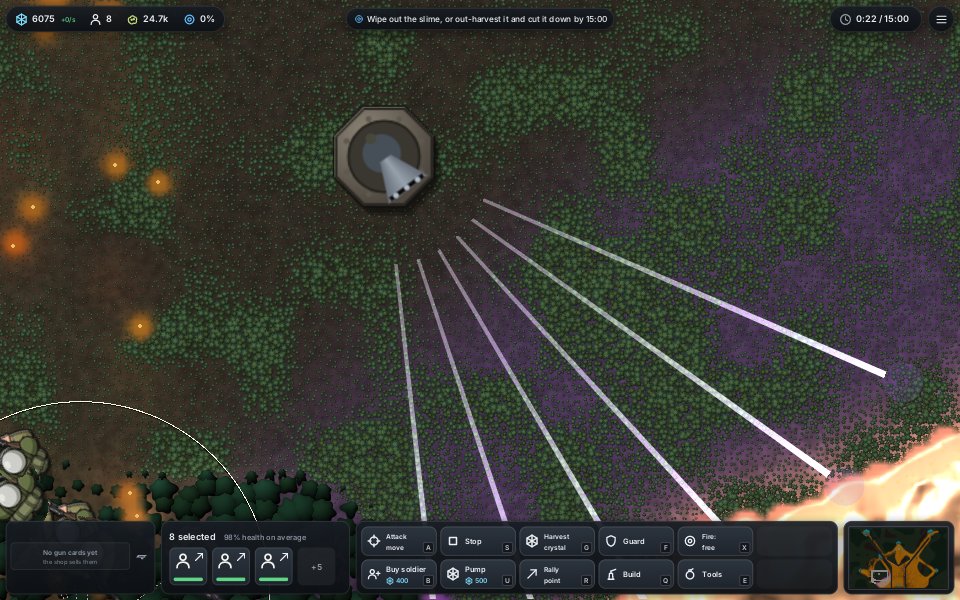 6075 +0/s 8 24.7k 0%
Wipe out the slime, or out-harvest it and cut it down by 15:00
0:22 / 15:00
No gun cards yet
the shop sells them
8 selected 98% health on average
+5
Attack move A
Stop S
Harvest crystal G
Guard F
Fire: free X
Buy soldier 400 B
Pump 500 U
Rally point R
Build Q
Tools E